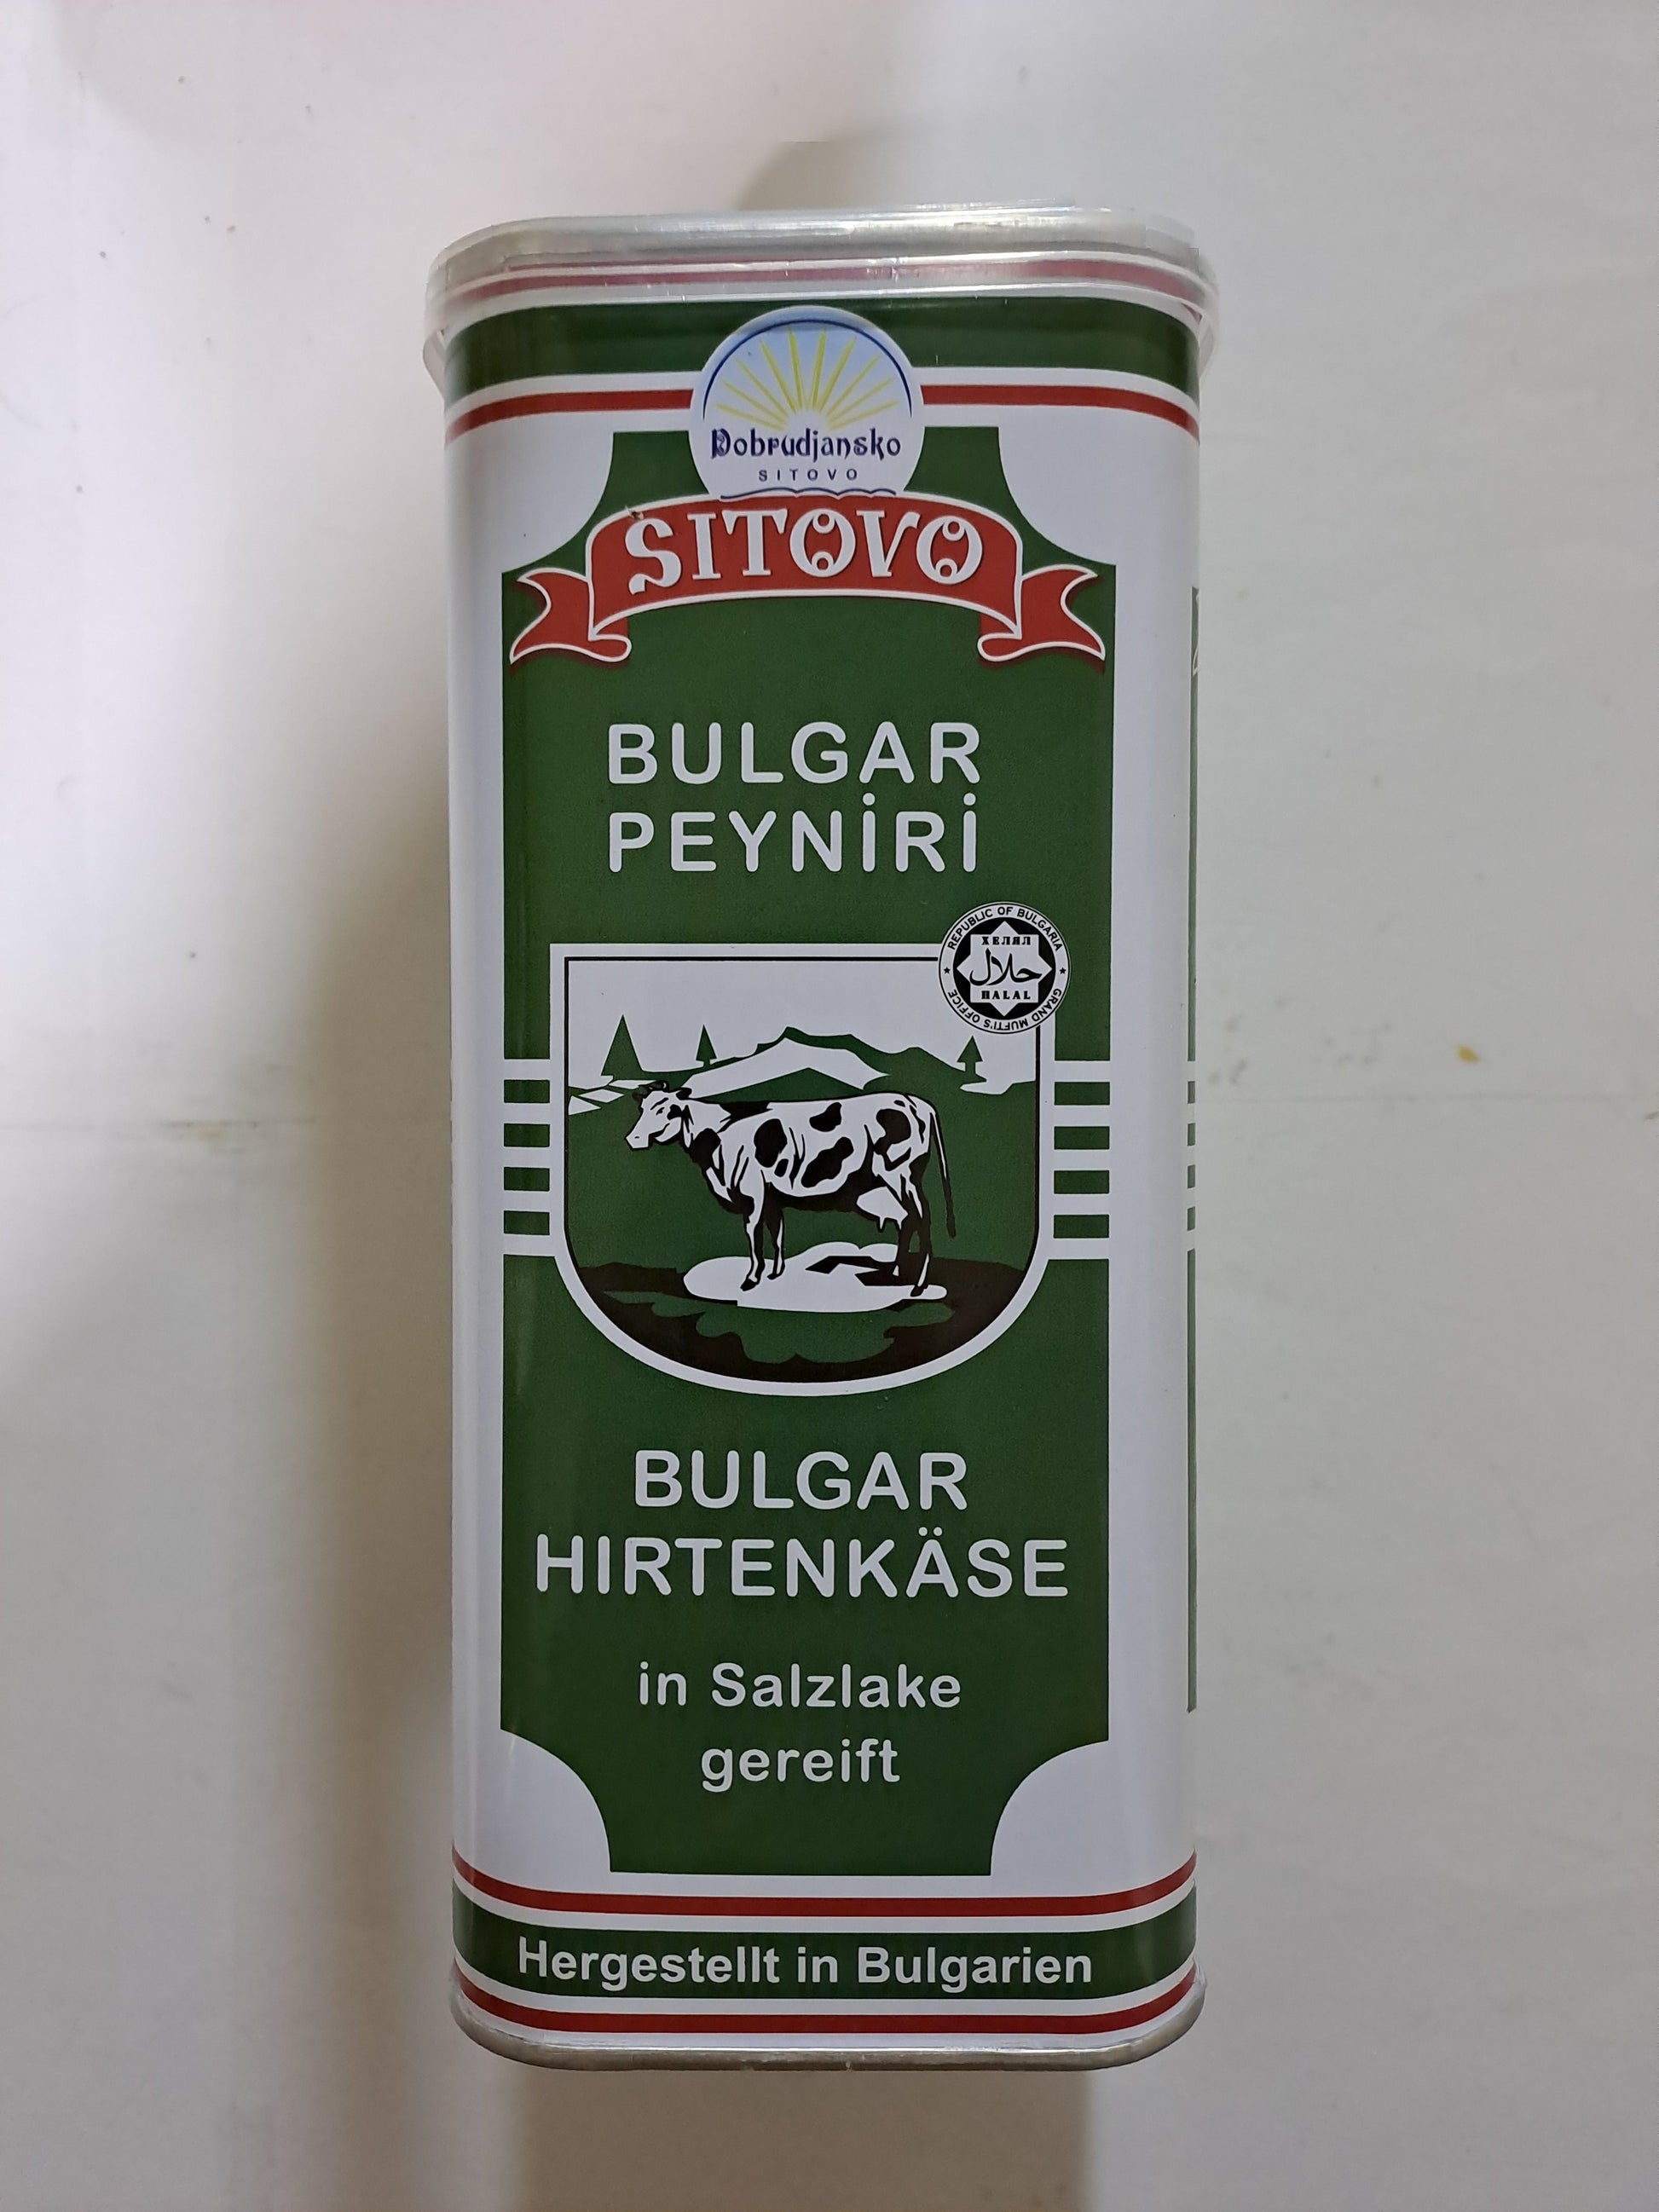 Dobrudjansko
SITOVO
SITOVO
BULGAR
PEYNİRİ
REPUBLIC OF BULGARIA
ХЕЛЯЛ
حلال
HALAL
GRAND MUFTI'S OFFICE
BULGAR
HIRTENKÄSE
in Salzlake
gereift
Hergestellt in Bulgarien